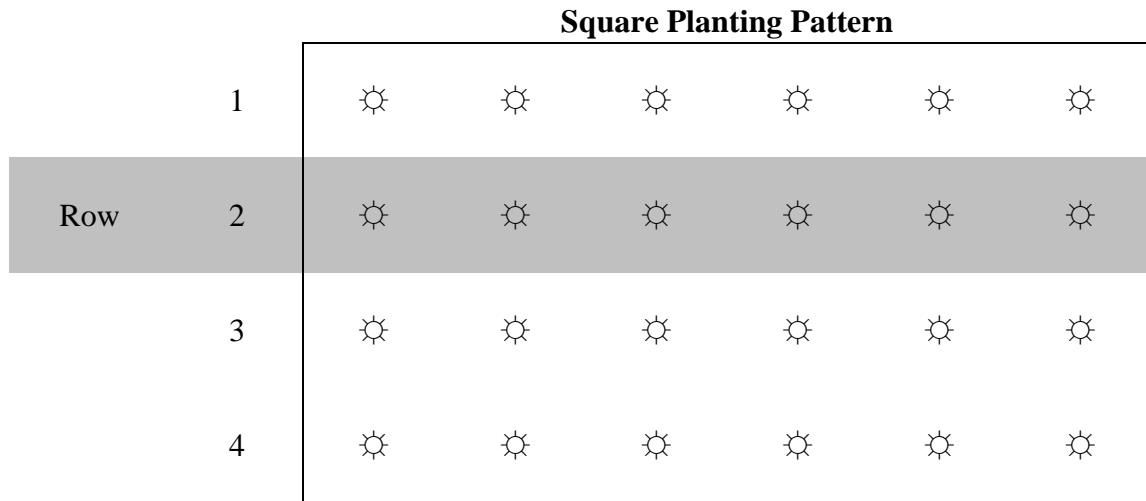 Square Planting Pattern
1 ☼ ☼ ☼ ☼ ☼ ☼
Row 2 ☼ ☼ ☼ ☼ ☼ ☼
3 ☼ ☼ ☼ ☼ ☼ ☼
4 ☼ ☼ ☼ ☼ ☼ ☼